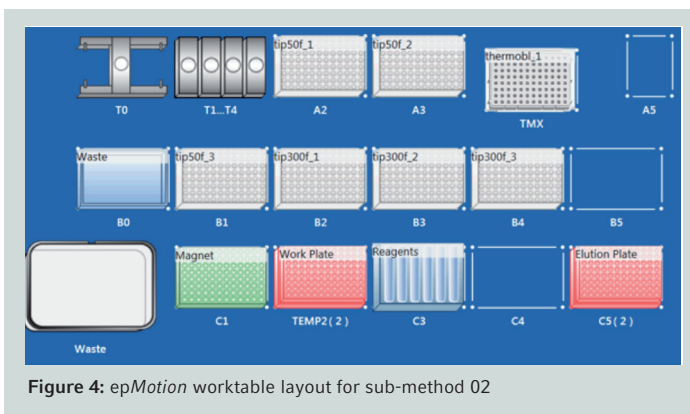 tip50f_1
tip50f_2
thermobl_1
T0
T1...T4
A2
A3
TMX
A5
Waste
tip50f_3
tip300f_1
tip300f_2
tip300f_3
B0
B1
B2
B3
B4
B5
Magnet
Work Plate
Reagents
Elution Plate
C1
TEMP2( 2 )
C3
C4
C5( 2 )
Waste
Figure 4: epMotion worktable layout for sub-method 02